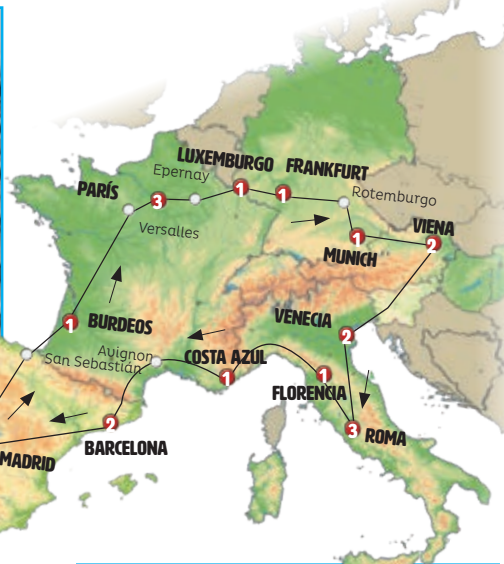 LUXEMBURGO
FRANKFURT
Epernay
PARÍS
3
1
1
Rotemburgo
Versalles
VIENA
2
1
MUNICH
VENECIA
2
1
BURDEOS
San Sebastián
Avignon
COSTA AZUL
1
1
FLORENCIA
3
ROMA
2
BARCELONA
MADRID